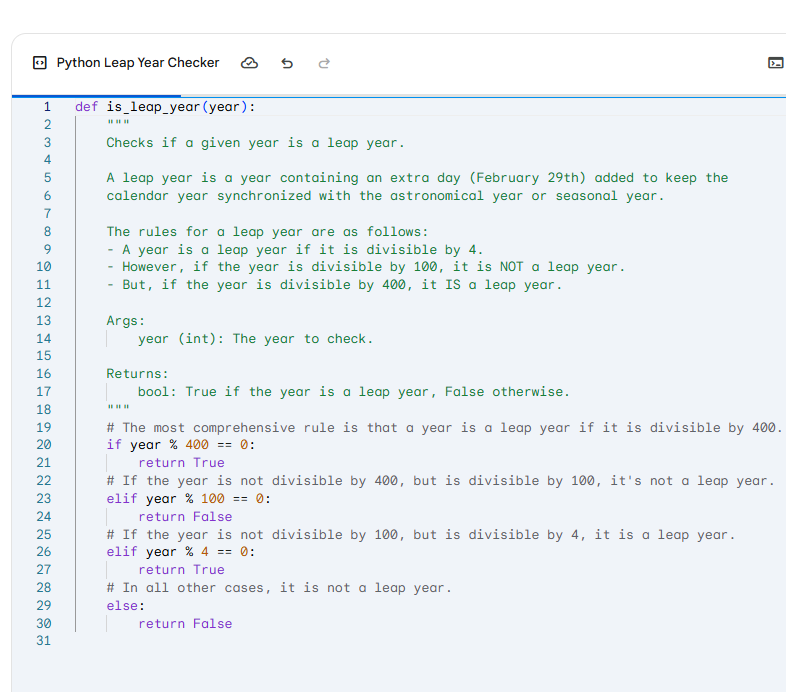 Python Leap Year Checker
1 def is_leap_year(year):
2     """
3     Checks if a given year is a leap year.
4
5     A leap year is a year containing an extra day (February 29th) added to keep the
6     calendar year synchronized with the astronomical year or seasonal year.
7
8     The rules for a leap year are as follows:
9     - A year is a leap year if it is divisible by 4.
10     - However, if the year is divisible by 100, it is NOT a leap year.
11     - But, if the year is divisible by 400, it IS a leap year.
12
13     Args:
14         year (int): The year to check.
15
16     Returns:
17         bool: True if the year is a leap year, False otherwise.
18     """
19     # The most comprehensive rule is that a year is a leap year if it is divisible by 400.
20     if year % 400 == 0:
21         return True
22     # If the year is not divisible by 400, but is divisible by 100, it's not a leap year.
23     elif year % 100 == 0:
24         return False
25     # If the year is not divisible by 100, but is divisible by 4, it is a leap year.
26     elif year % 4 == 0:
27         return True
28     # In all other cases, it is not a leap year.
29     else:
30         return False
31